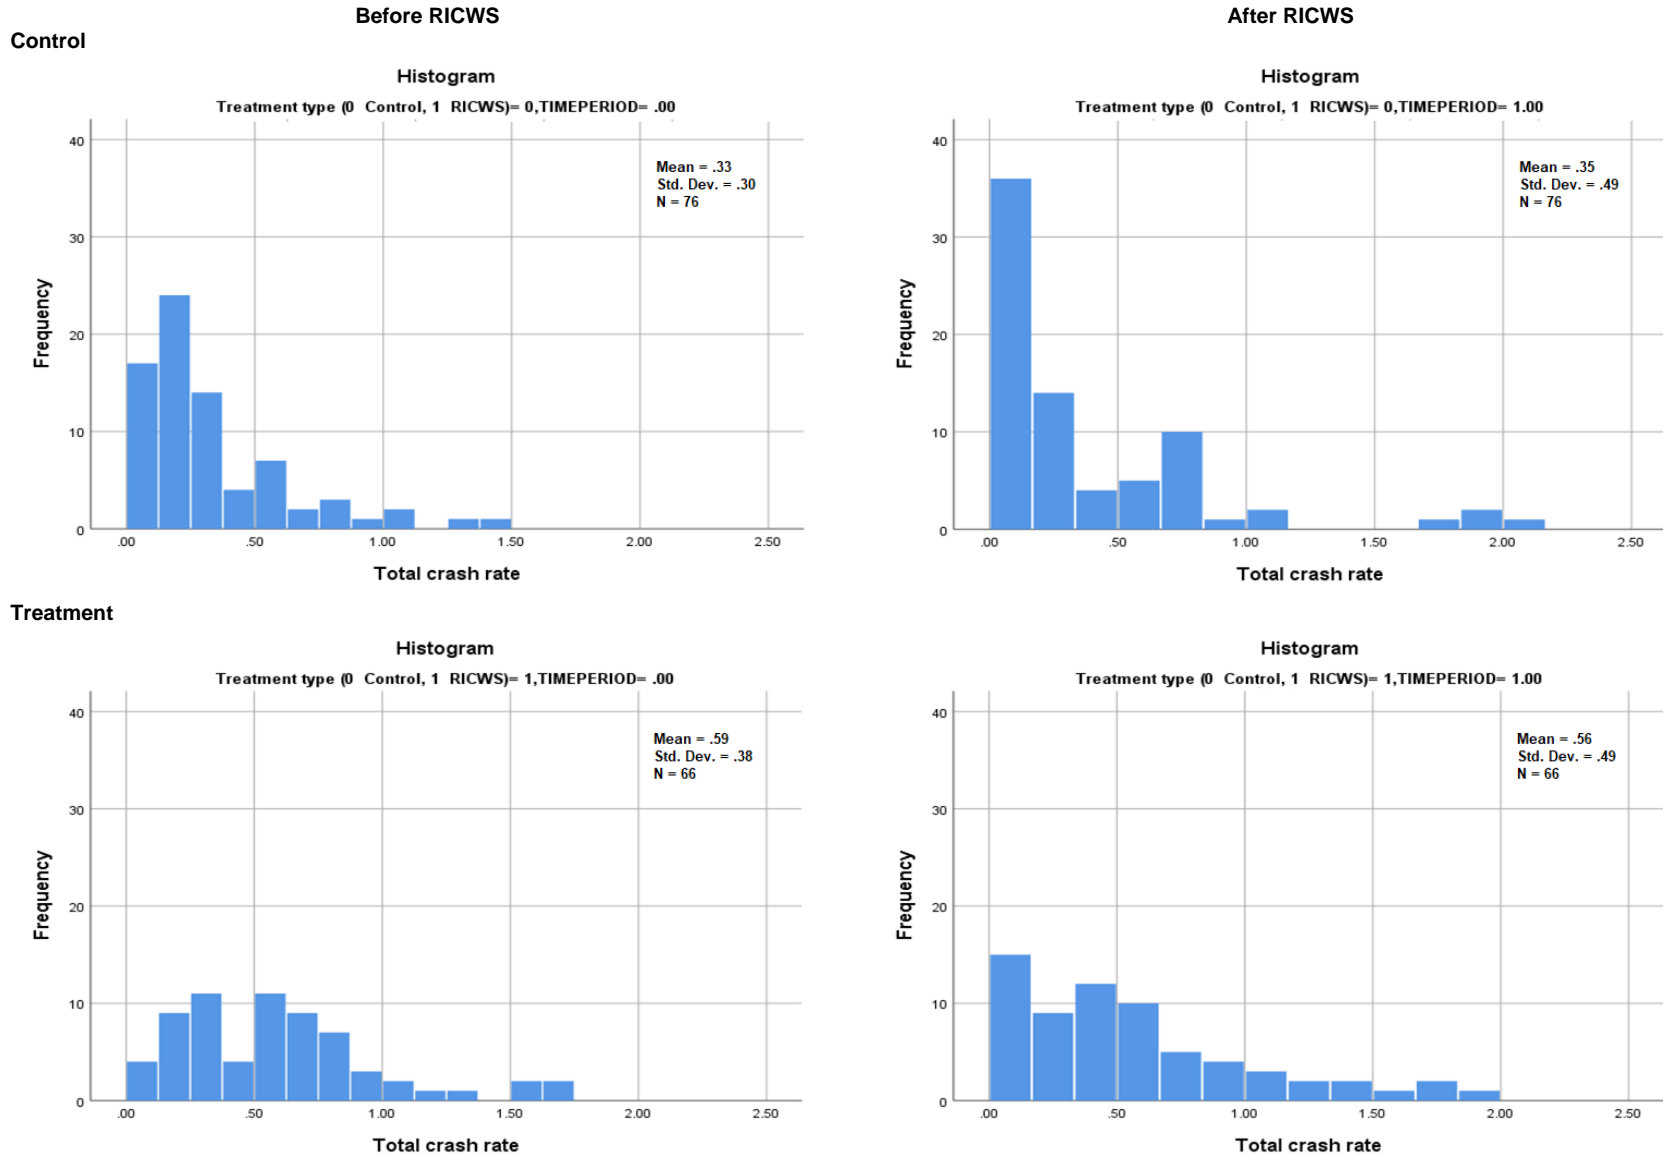 Before RICWS
After RICWS
Control
Histogram
Treatment type (0 Control, 1 RICWS)= 0,TIMEPERIOD= .00
40
30
20
10
0
Frequency
Mean = .33
Std. Dev. = .30
N = 76
.00 .50 1.00 1.50 2.00 2.50
Total crash rate
Histogram
Treatment type (0 Control, 1 RICWS)= 0,TIMEPERIOD= 1.00
40
30
20
10
0
Frequency
Mean = .35
Std. Dev. = .49
N = 76
.00 .50 1.00 1.50 2.00 2.50
Total crash rate
Treatment
Histogram
Treatment type (0 Control, 1 RICWS)= 1,TIMEPERIOD= .00
40
30
20
10
0
Frequency
Mean = .59
Std. Dev. = .38
N = 66
.00 .50 1.00 1.50 2.00 2.50
Total crash rate
Histogram
Treatment type (0 Control, 1 RICWS)= 1,TIMEPERIOD= 1.00
40
30
20
10
0
Frequency
Mean = .56
Std. Dev. = .49
N = 66
.00 .50 1.00 1.50 2.00 2.50
Total crash rate